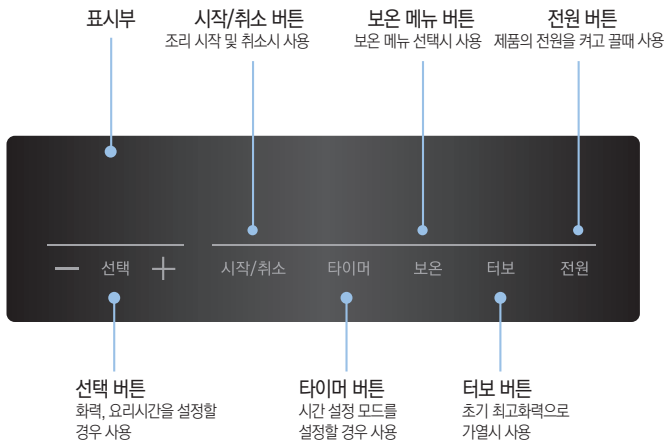 표시부
시작/취소 버튼
조리 시작 및 취소시 사용
보온 메뉴 버튼
보온 메뉴 선택시 사용
전원 버튼
제품의 전원을 켜고 끌때 사용
− 선택 + 시작/취소 타이머 보온 터보 전원
선택 버튼
화력, 요리시간을 설정할
경우 사용
타이머 버튼
시간 설정 모드를
설정할 경우 사용
터보 버튼
초기 최고화력으로
가열시 사용